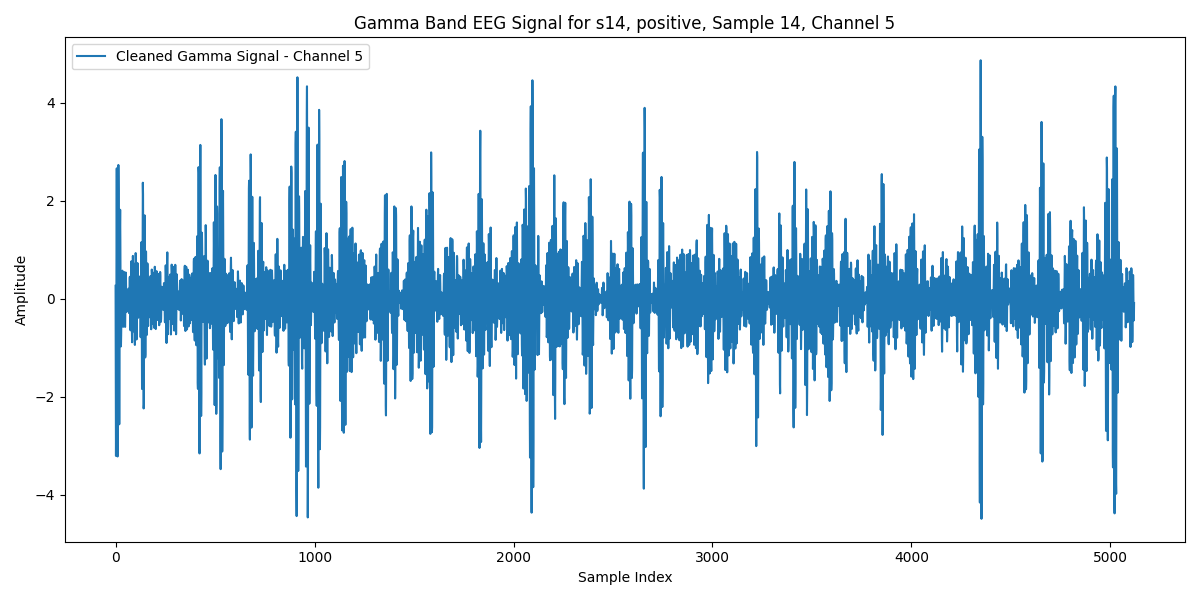 Gamma Band EEG Signal for s14, positive, Sample 14, Channel 5
Cleaned Gamma Signal - Channel 5
Amplitude
4
2
0
−2
−4
0 1000 2000 3000 4000 5000
Sample Index